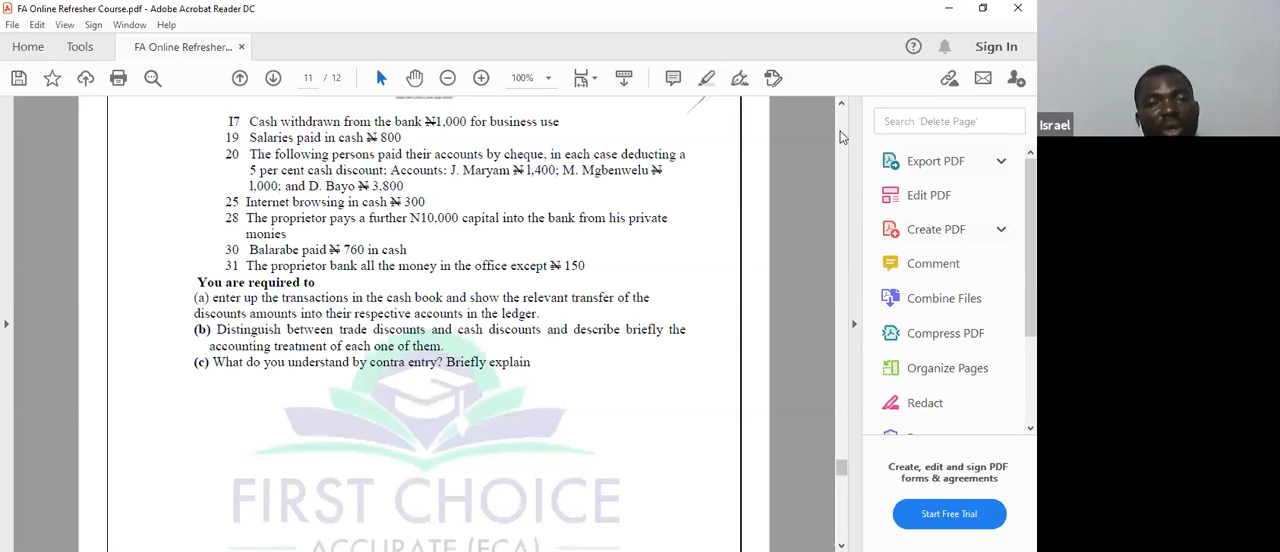 FA Online Refresher Course.pdf - Adobe Acrobat Reader DC
File Edit View Sign Window Help
Home Tools FA Online Refresher... × Sign In
11 / 12 100%
17 Cash withdrawn from the bank ₦1,000 for business use
19 Salaries paid in cash ₦ 800
20 The following persons paid their accounts by cheque, in each case deducting a
5 per cent cash discount; Accounts: J. Maryam ₦ 1,400; M. Mgbenwelu ₦
1,000; and D. Bayo ₦ 3,800
25 Internet browsing in cash ₦ 300
28 The proprietor pays a further N10,000 capital into the bank from his private
monies
30 Balarabe paid ₦ 760 in cash
31 The proprietor bank all the money in the office except ₦ 150
You are required to
(a) enter up the transactions in the cash book and show the relevant transfer of the
discounts amounts into their respective accounts in the ledger.
(b) Distinguish between trade discounts and cash discounts and describe briefly the
accounting treatment of each one of them.
(c) What do you understand by contra entry? Briefly explain
FIRST CHOICE
ACCURATE (FCA)
Search 'Delete Page'
Export PDF
Edit PDF
Create PDF
Comment
Combine Files
Compress PDF
Organize Pages
Redact
Create, edit and sign PDF
forms & agreements
Start Free Trial
Israel